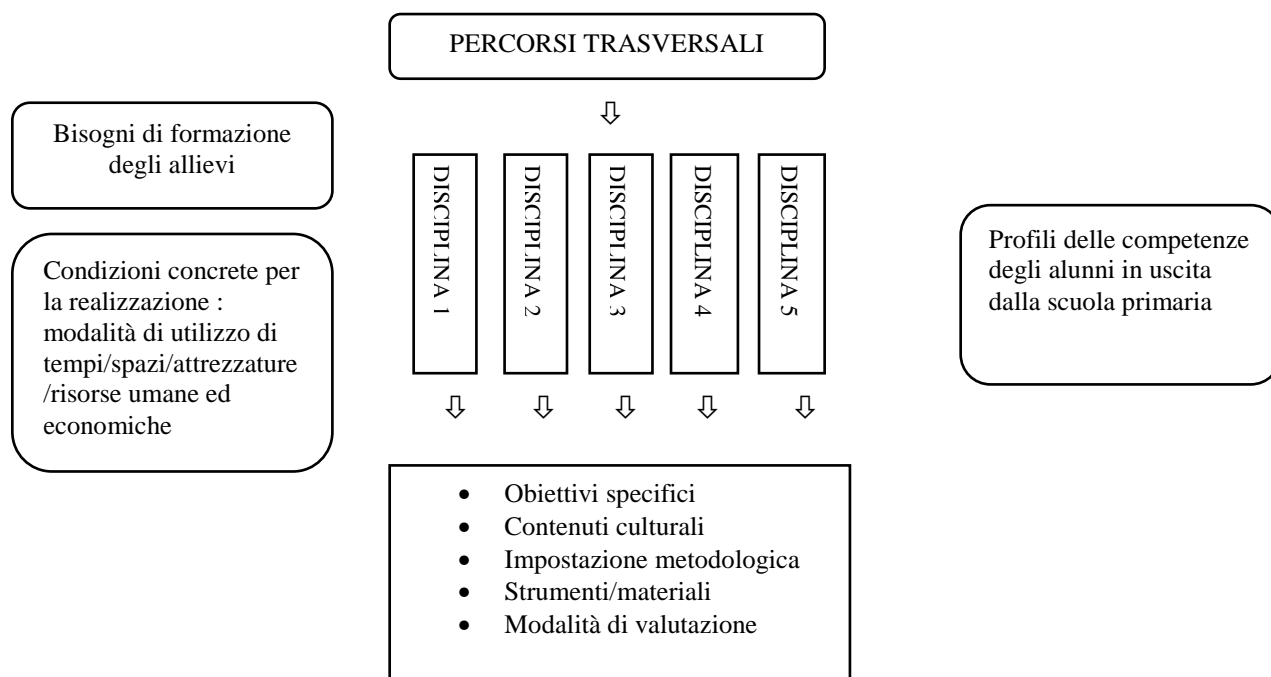 PERCORSI TRASVERSALI
Bisogni di formazione
degli allievi
Condizioni concrete per
la realizzazione :
modalità di utilizzo di
tempi/spazi/attrezzature
/risorse umane ed
economiche
DISCIPLINA 1
DISCIPLINA 2
DISCIPLINA 3
DISCIPLINA 4
DISCIPLINA 5
Profili delle competenze
degli alunni in uscita
dalla scuola primaria
• Obiettivi specifici
• Contenuti culturali
• Impostazione metodologica
• Strumenti/materiali
• Modalità di valutazione